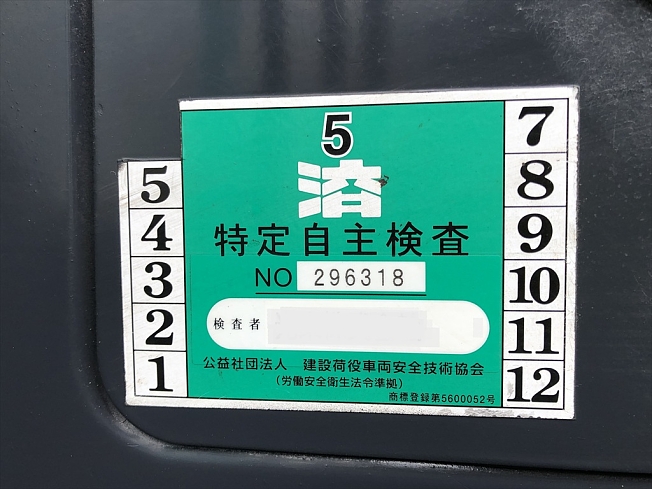 5
済
特定自主検査
NO 296318
検査者
公益社団法人 建設荷役車両安全技術協会
(労働安全衛生法令準拠)
商標登録第5600052号
5
4
3
2
1
7
8
9
10
11
12